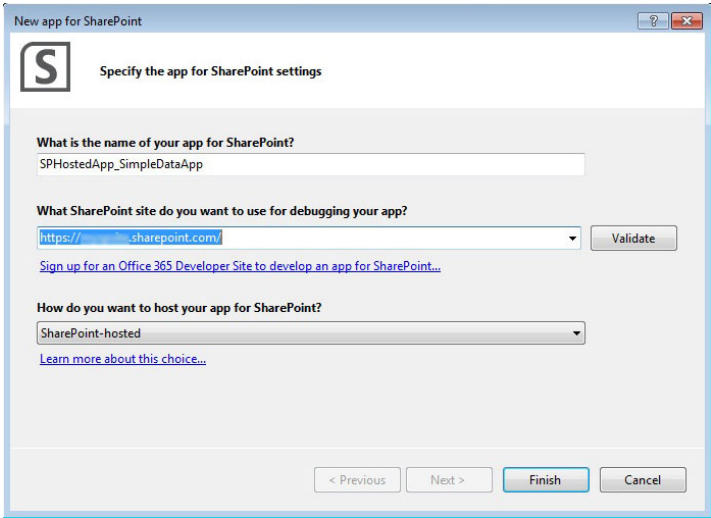 New app for SharePoint
S
Specify the app for SharePoint settings
What is the name of your app for SharePoint?
SPHostedApp_SimpleDataApp
What SharePoint site do you want to use for debugging your app?
https:// .sharepoint.com/
Validate
Sign up for an Office 365 Developer Site to develop an app for SharePoint...
How do you want to host your app for SharePoint?
SharePoint-hosted
Learn more about this choice...
< Previous
Next >
Finish
Cancel